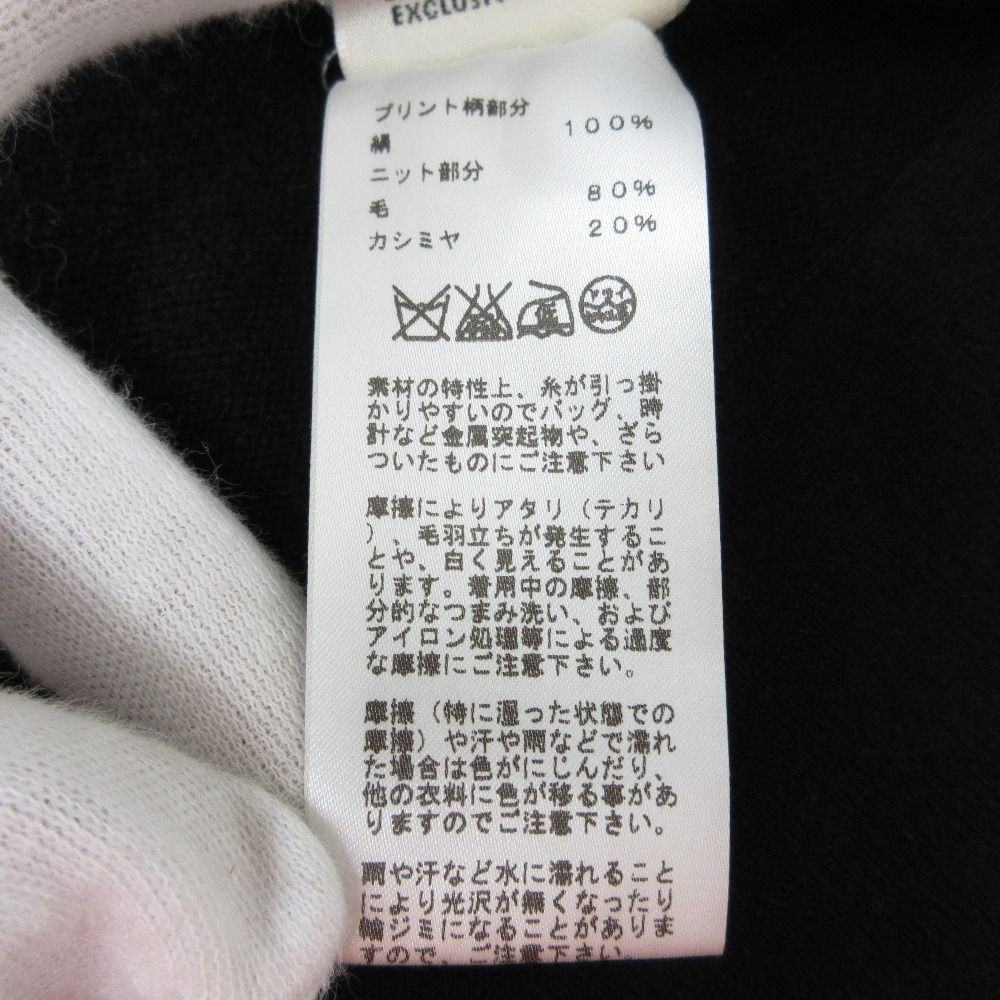 EXCLUSIV
プリント柄部分
絹 100%
ニット部分
毛 80%
カシミヤ 20%
素材の特性上、糸が引っ掛
かりやすいのでバッグ、時
計など金属突起物や、ざら
ついたものにご注意下さい
摩擦によりアタリ（テカリ
）、毛羽立ちが発生するこ
とや、白く見えることがあ
ります。着用中の摩擦、部
分的なつまみ洗い、および
アイロン処理等による過度
な摩擦にご注意下さい。
摩擦（特に湿った状態での
摩擦）や汗や雨などで濡れ
た場合は色がにじんだり、
他の衣料に色が移る事があ
りますのでご注意下さい。
雨や汗など水に濡れること
により光沢が無くなったり
輪ジミになることがありま
すので、ご注意下さい